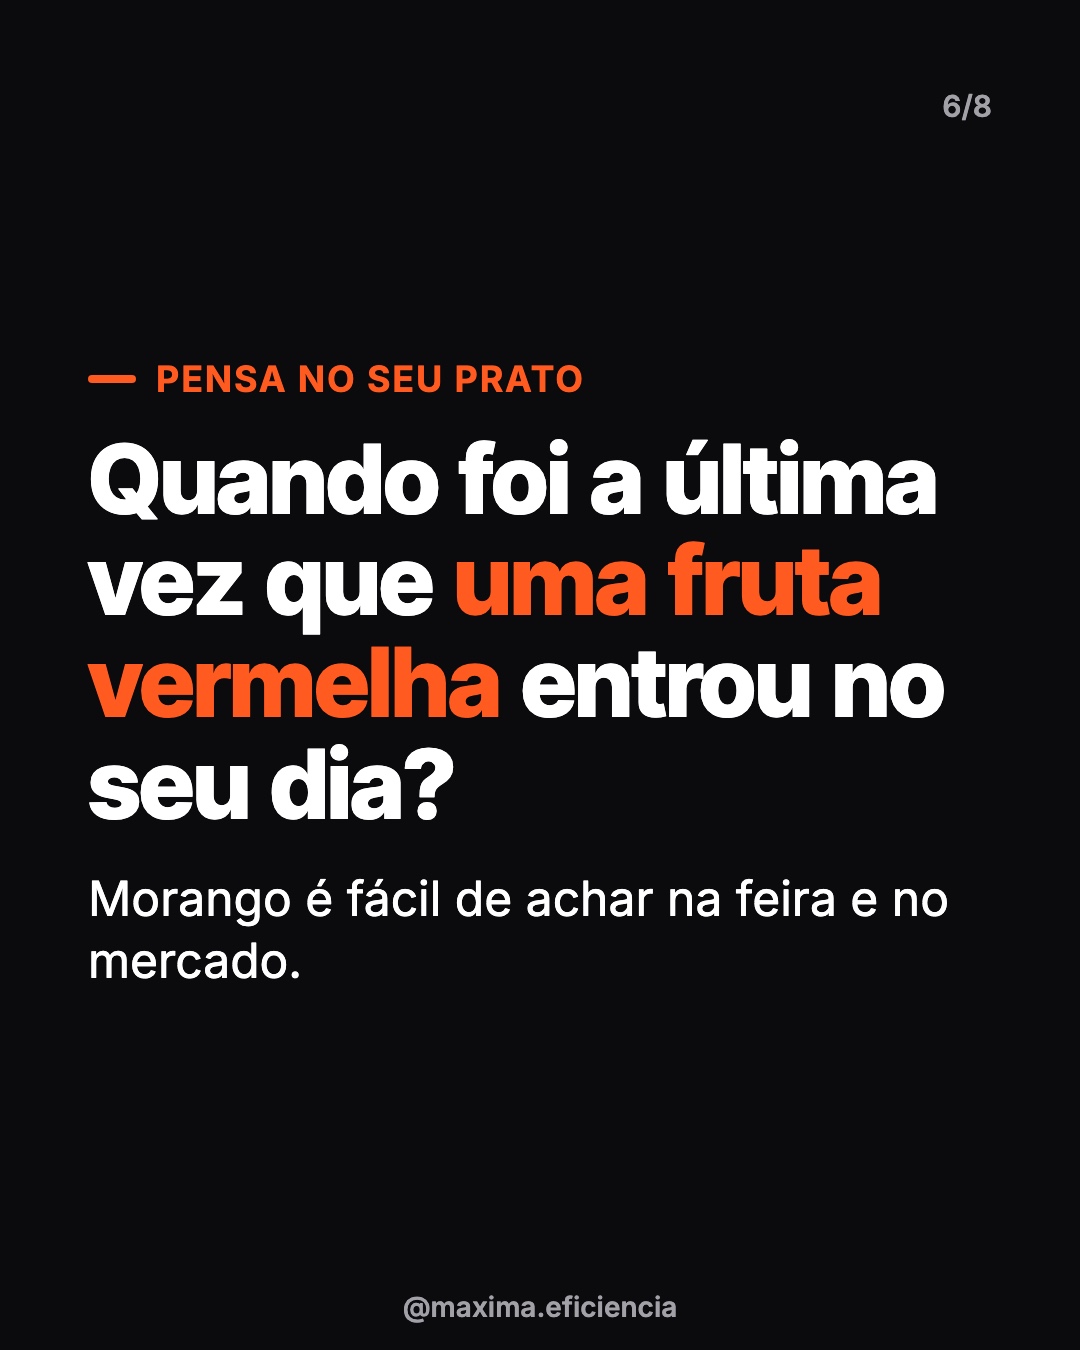 6/8
PENSA NO SEU PRATO
Quando foi a última
vez que uma fruta
vermelha entrou no
seu dia?
Morango é fácil de achar na feira e no
mercado.
@maxima.eficiencia